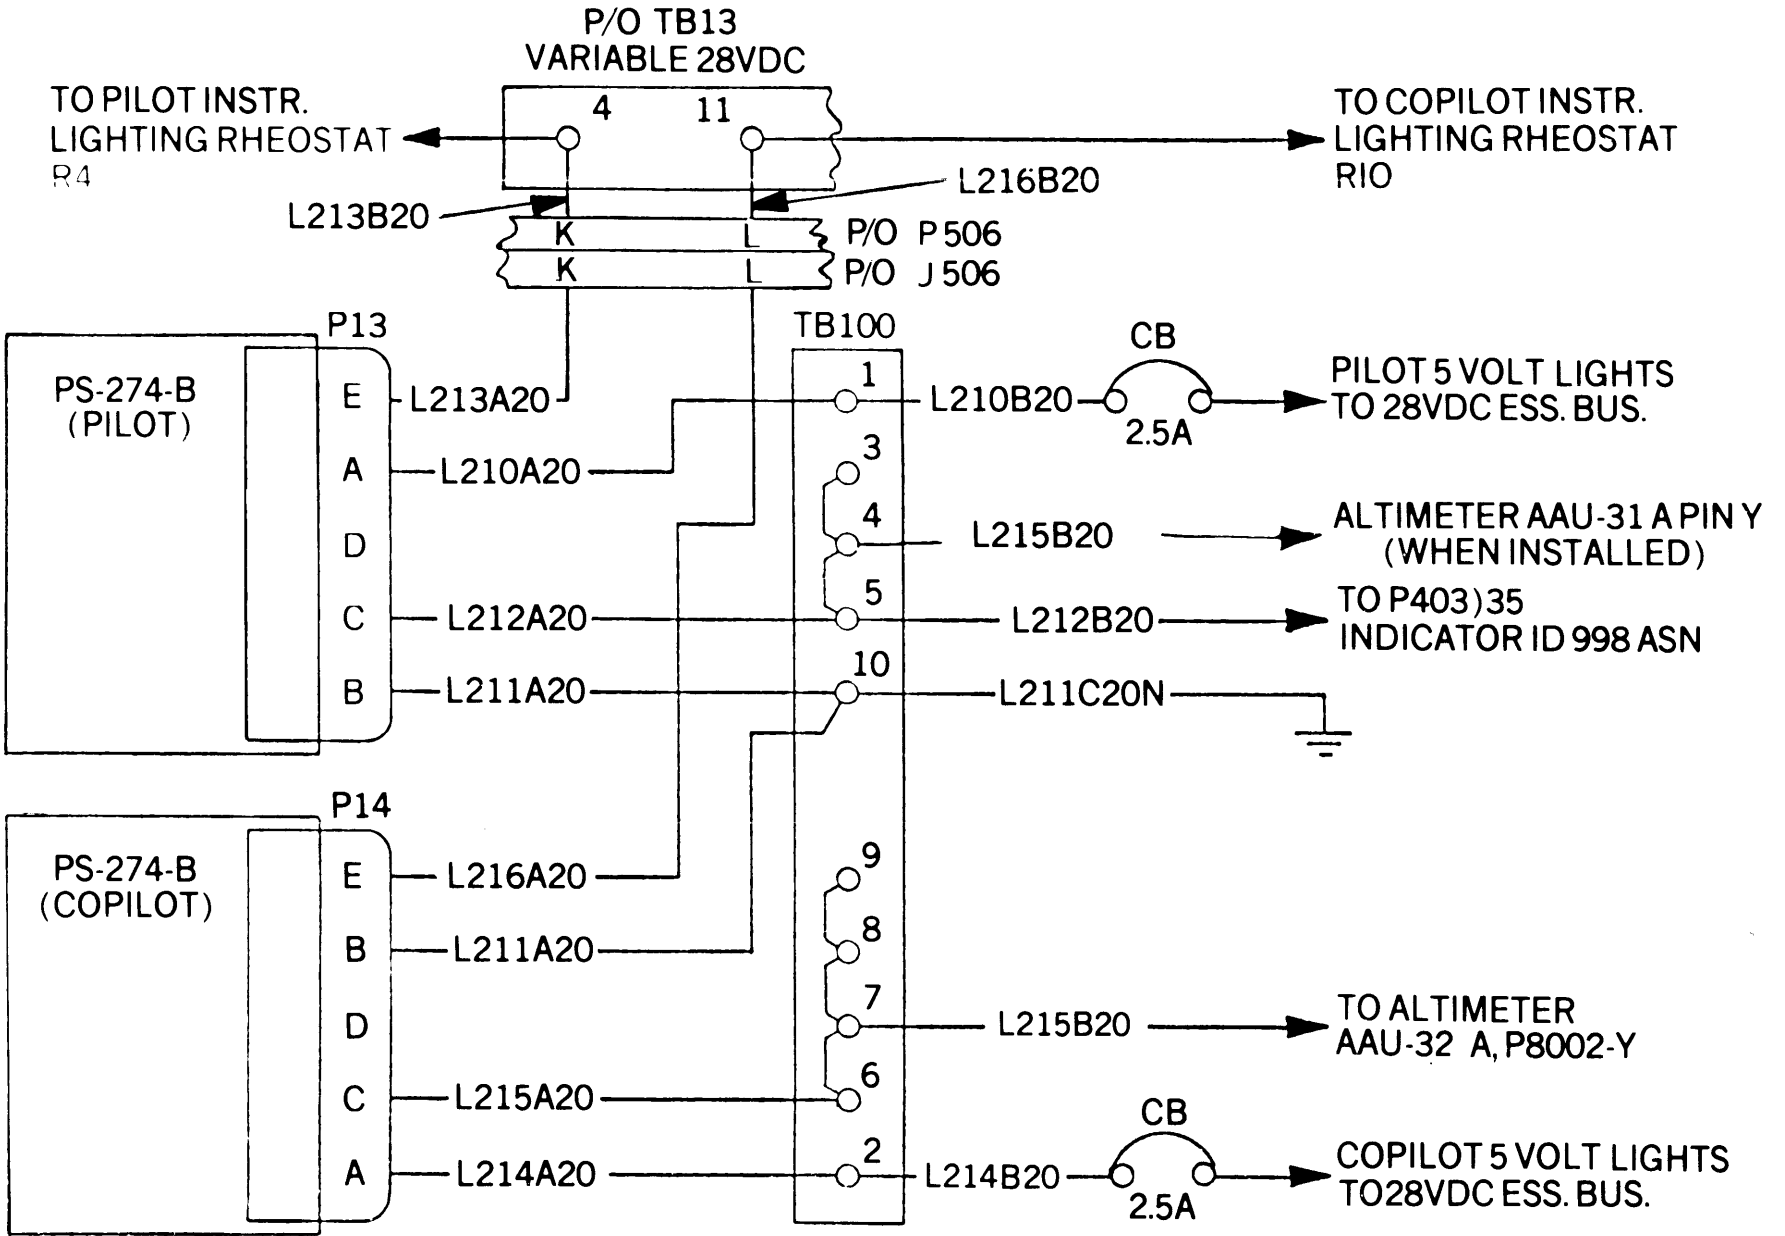 P/O TB13
VARIABLE 28VDC
TO PILOT INSTR.
LIGHTING RHEOSTAT
R4
4
11
TO COPILOT INSTR.
LIGHTING RHEOSTAT
RIO
L213B20
L216B20
K
L
P/O P506
K
L
P/O J506
P13
PS-274-B
(PILOT)
E
L213A20
A
L210A20
D
C
L212A20
B
L211A20
TB100
1
L210B20
CB
2.5A
PILOT 5 VOLT LIGHTS
TO 28VDC ESS. BUS.
3
4
L215B20
ALTIMETER AAU-31 A PIN Y
(WHEN INSTALLED)
5
L212B20
TO P403)35
INDICATOR ID 998 ASN
10
L211C20N
P14
PS-274-B
(COPILOT)
E
L216A20
B
L211A20
D
C
L215A20
A
L214A20
9
8
7
L215B20
TO ALTIMETER
AAU-32 A, P8002-Y
6
2
L214B20
CB
2.5A
COPILOT 5 VOLT LIGHTS
TO28VDC ESS. BUS.